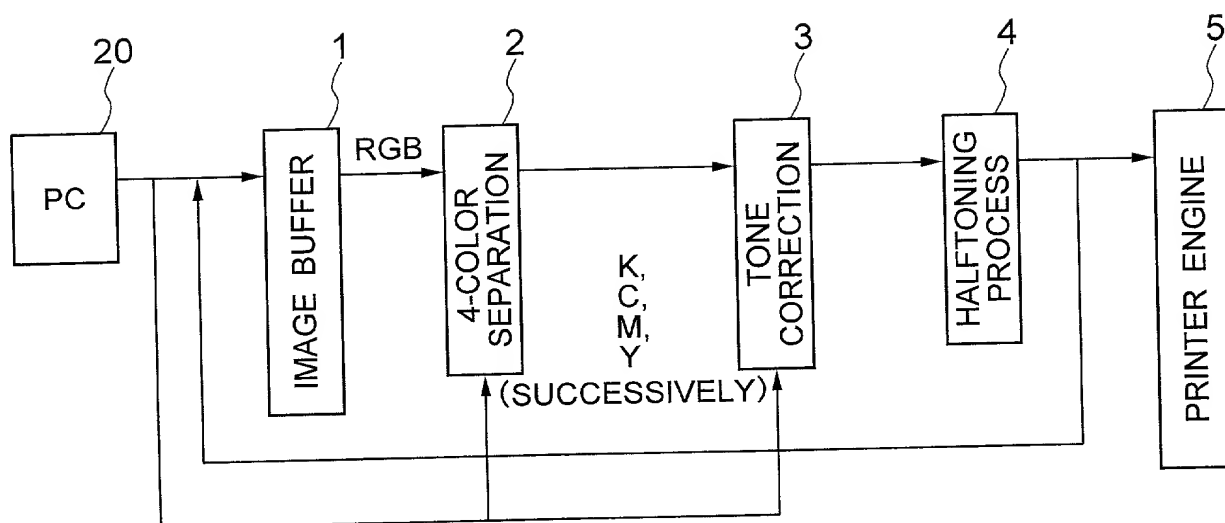 20
1
2
3
4
5
PC
IMAGE BUFFER
RGB
4-COLOR
SEPARATION
K,
C,
M,
Y
(SUCCESSIVELY)
TONE
CORRECTION
HALFTONING
PROCESS
PRINTER ENGINE